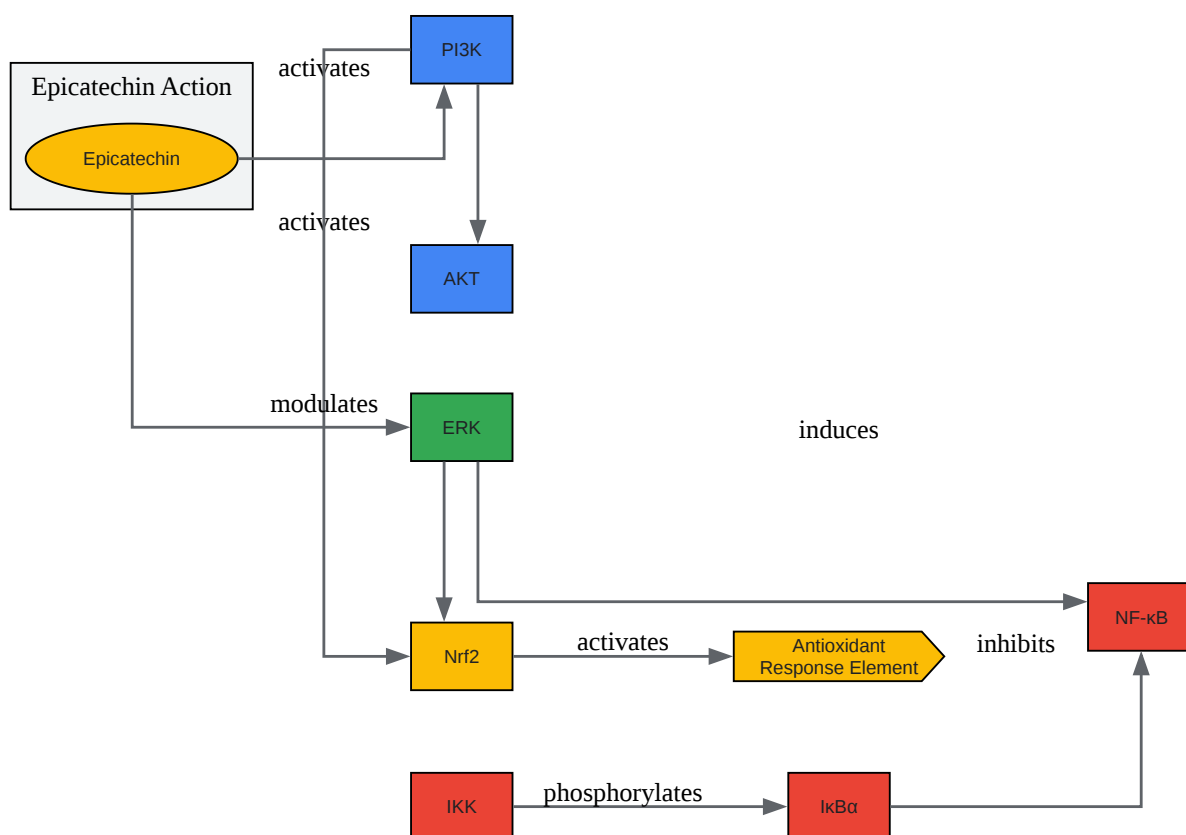 PI3K
activates
Epicatechin Action
Epicatechin
activates
AKT
modulates
ERK
induces
NF-κB
Nrf2
activates
Antioxidant
Response Element
inhibits
IKK
phosphorylates
IκBα